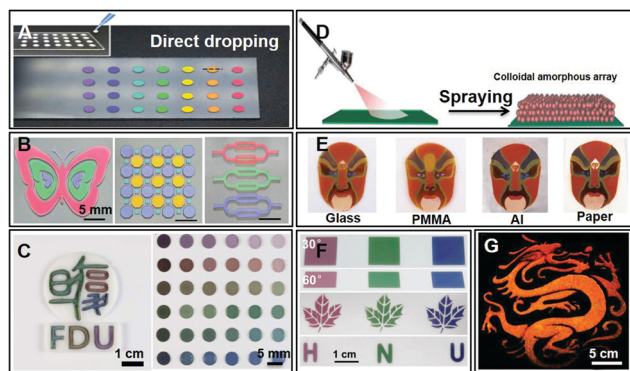 A
Direct dropping
B
5 mm
C
FDU
1 cm
5 mm
D
Spraying
Colloidal amorphous array
E
Glass
PMMA
Al
Paper
F
30°
60°
H N U
1 cm
G
5 cm